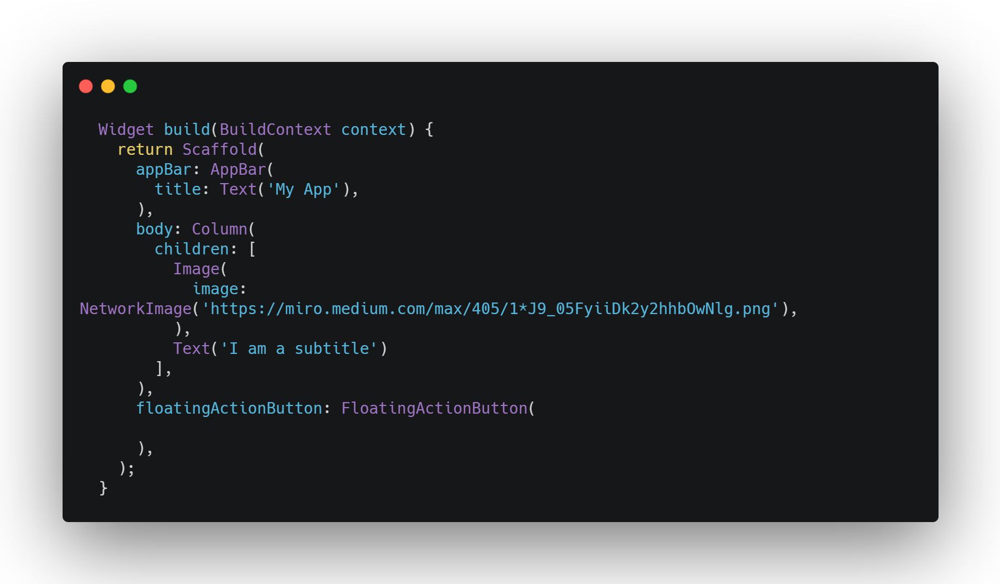 Widget build(BuildContext context) {
return Scaffold(
appBar: AppBar(
title: Text('My App'),
),
body: Column(
children: [
Image(
image:
NetworkImage('https://miro.medium.com/max/405/1*J9_05FyiiDk2y2hhbOwNlg.png'),
),
Text('I am a subtitle')
],
),
floatingActionButton: FloatingActionButton(
),
);
}